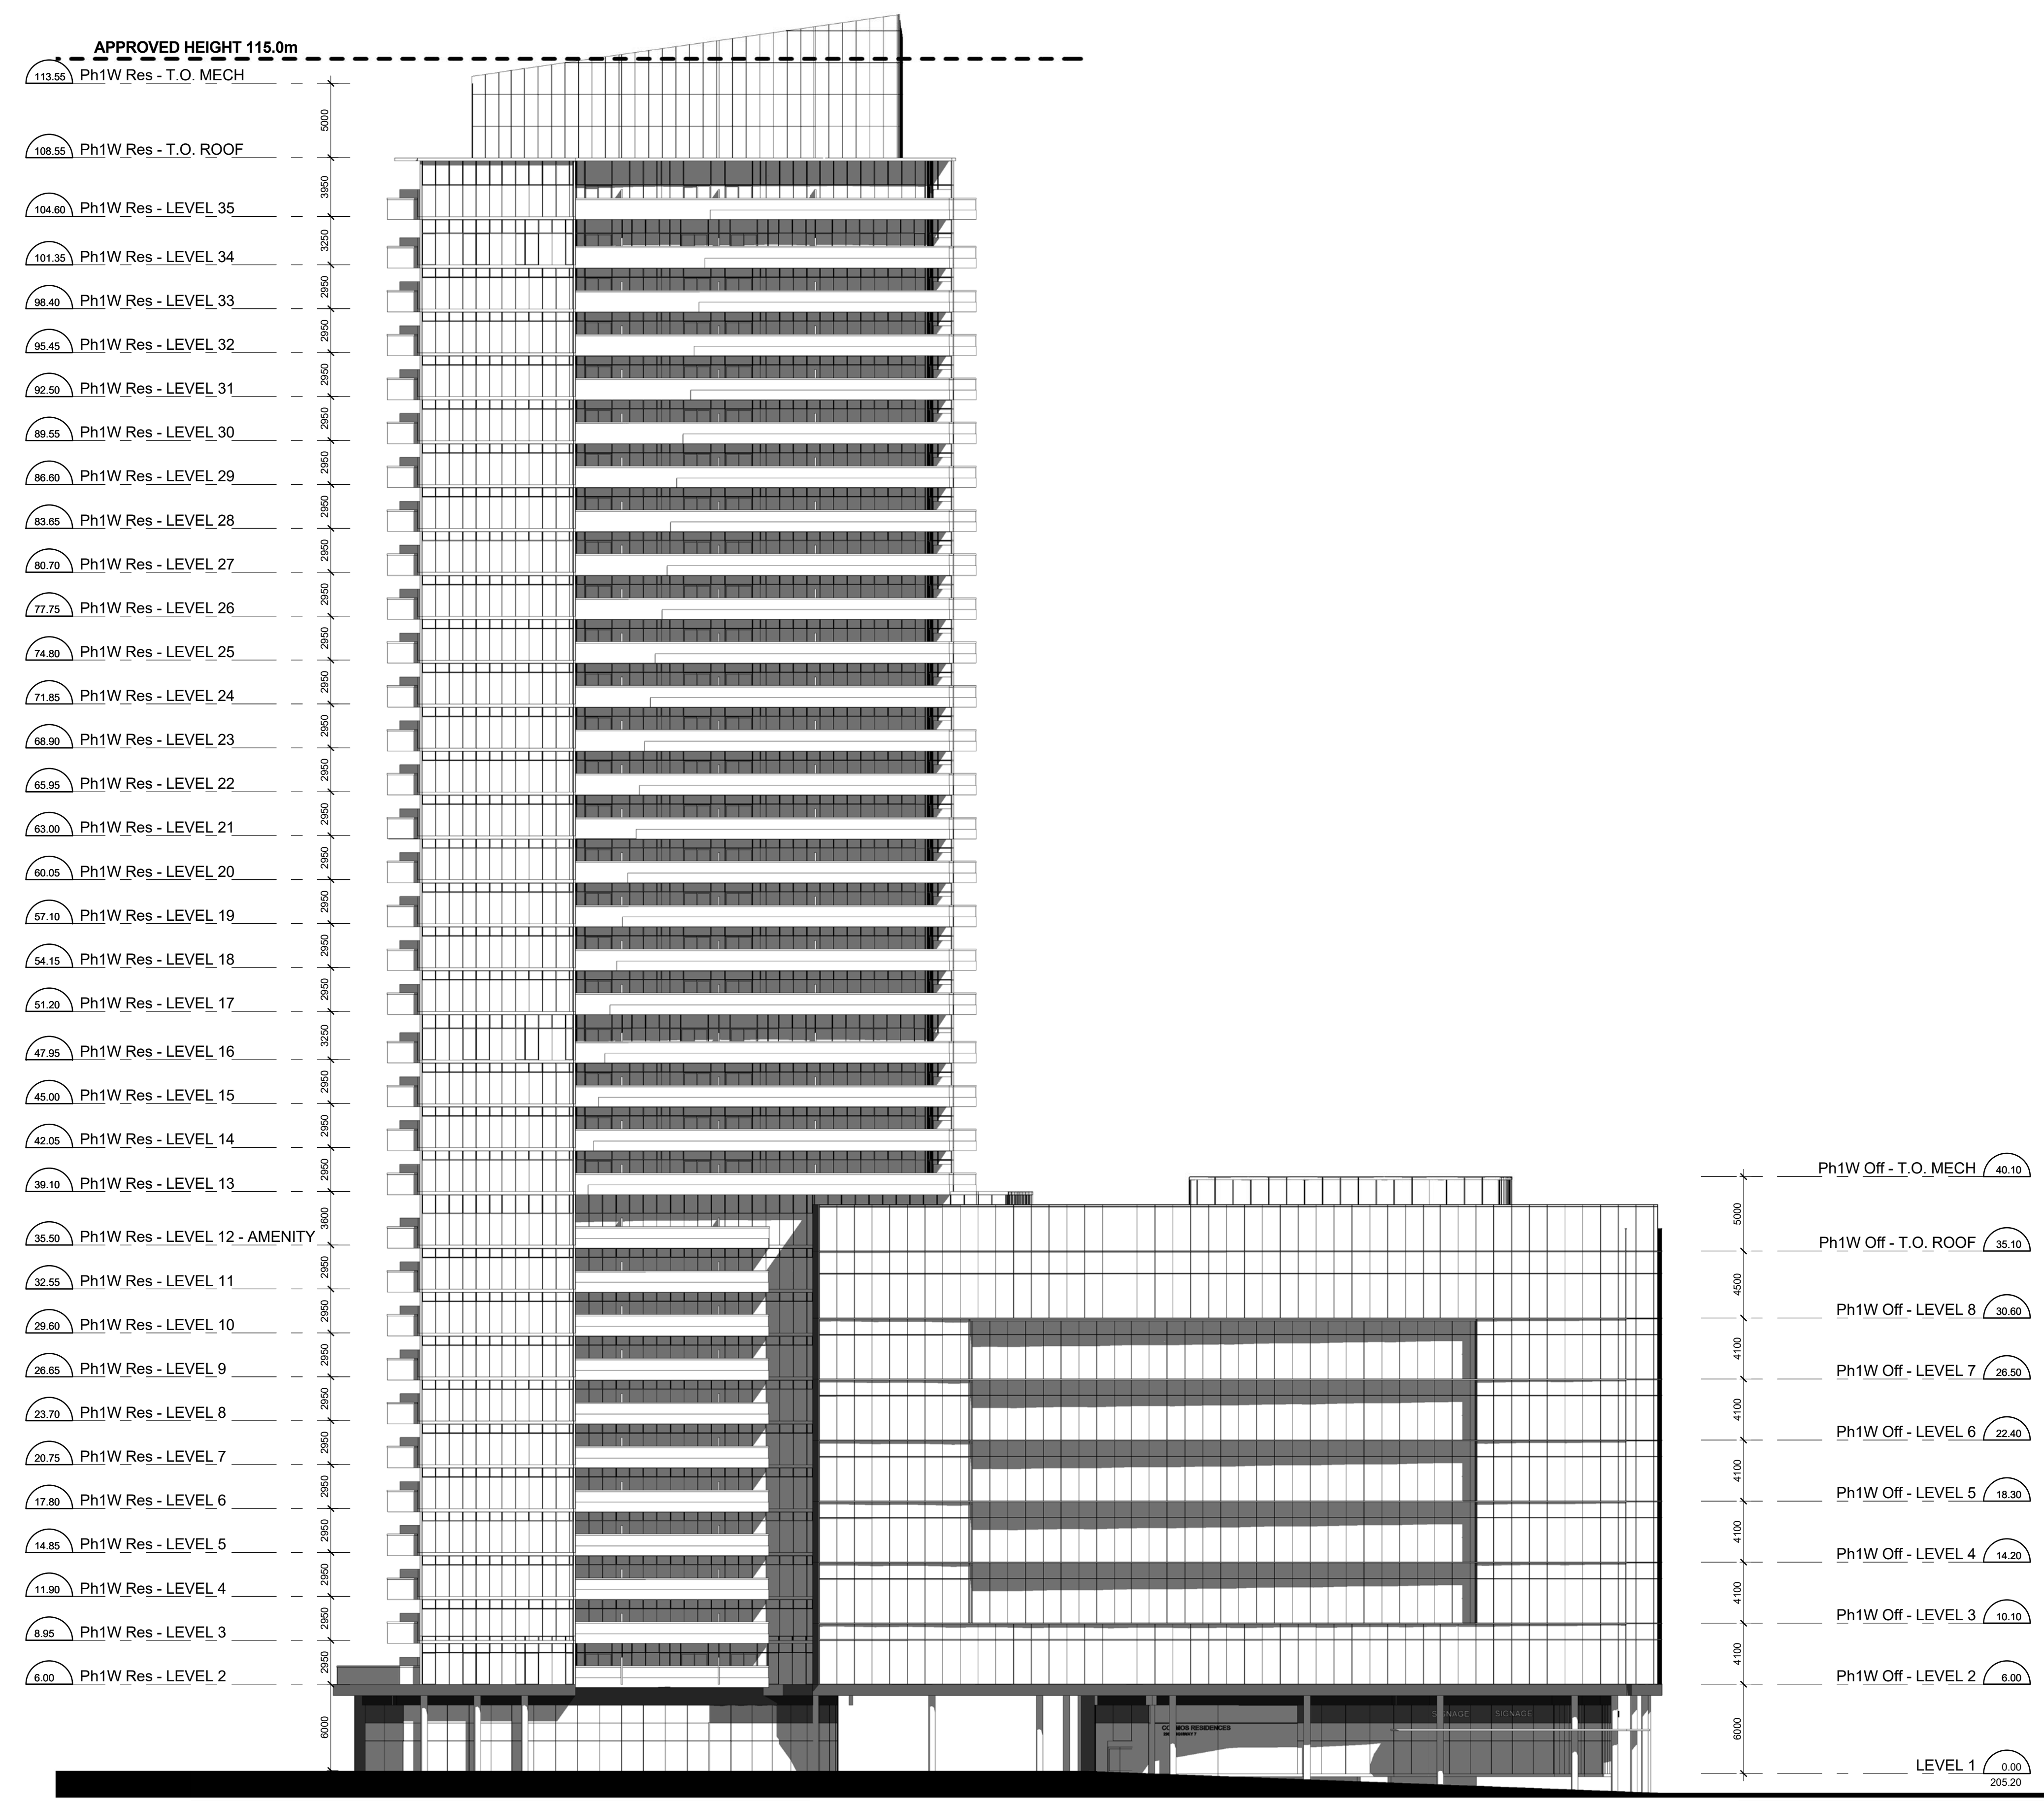 APPROVED HEIGHT 115.0m
113.55 Ph1W Res - T.O. MECH
5000
108.55 Ph1W Res - T.O. ROOF
3950
104.60 Ph1W Res - LEVEL 35
3250
101.35 Ph1W Res - LEVEL 34
2950
98.40 Ph1W Res - LEVEL 33
2950
95.45 Ph1W Res - LEVEL 32
2950
92.50 Ph1W Res - LEVEL 31
2950
89.55 Ph1W Res - LEVEL 30
2950
86.60 Ph1W Res - LEVEL 29
2950
83.65 Ph1W Res - LEVEL 28
2950
80.70 Ph1W Res - LEVEL 27
2950
77.75 Ph1W Res - LEVEL 26
2950
74.80 Ph1W Res - LEVEL 25
2950
71.85 Ph1W Res - LEVEL 24
2950
68.90 Ph1W Res - LEVEL 23
2950
65.95 Ph1W Res - LEVEL 22
2950
63.00 Ph1W Res - LEVEL 21
2950
60.05 Ph1W Res - LEVEL 20
2950
57.10 Ph1W Res - LEVEL 19
2950
54.15 Ph1W Res - LEVEL 18
2950
51.20 Ph1W Res - LEVEL 17
3250
47.95 Ph1W Res - LEVEL 16
2950
45.00 Ph1W Res - LEVEL 15
2950
42.05 Ph1W Res - LEVEL 14
2950
39.10 Ph1W Res - LEVEL 13
3600
35.50 Ph1W Res - LEVEL 12 - AMENITY
2950
32.55 Ph1W Res - LEVEL 11
2950
29.60 Ph1W Res - LEVEL 10
2950
26.65 Ph1W Res - LEVEL 9
2950
23.70 Ph1W Res - LEVEL 8
2950
20.75 Ph1W Res - LEVEL 7
2950
17.80 Ph1W Res - LEVEL 6
2950
14.85 Ph1W Res - LEVEL 5
2950
11.90 Ph1W Res - LEVEL 4
2950
8.95 Ph1W Res - LEVEL 3
2950
6.00 Ph1W Res - LEVEL 2
6000
Ph1W Off - T.O. MECH 40.10
5000
Ph1W Off - T.O. ROOF 35.10
4500
Ph1W Off - LEVEL 8 30.60
4100
Ph1W Off - LEVEL 7 26.50
4100
Ph1W Off - LEVEL 6 22.40
4100
Ph1W Off - LEVEL 5 18.30
4100
Ph1W Off - LEVEL 4 14.20
4100
Ph1W Off - LEVEL 3 10.10
4100
Ph1W Off - LEVEL 2 6.00
6000
LEVEL 1 0.00
205.20
SIGNAGE SIGNAGE
RESIDENCES